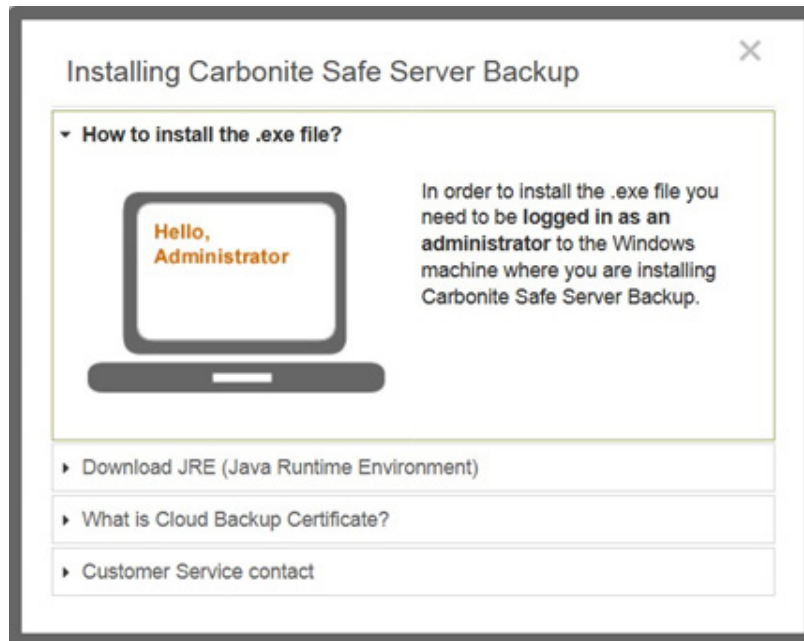 Installing Carbonite Safe Server Backup
How to install the .exe file?
Hello,
Administrator
In order to install the .exe file you
need to be logged in as an
administrator to the Windows
machine where you are installing
Carbonite Safe Server Backup.
Download JRE (Java Runtime Environment)
What is Cloud Backup Certificate?
Customer Service contact